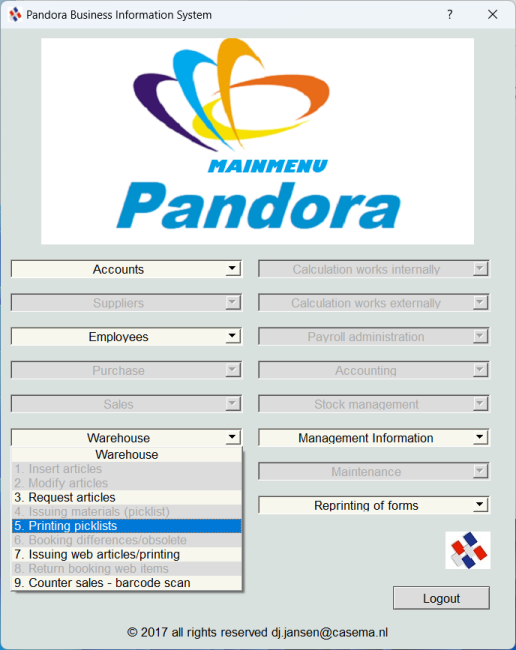 Pandora Business Information System
?
MAINMENU
Pandora
Accounts
Calculation works internally
Suppliers
Calculation works externally
Employees
Payroll administration
Purchase
Accounting
Sales
Stock management
Warehouse
Management Information
Warehouse
1. Insert articles
2. Modify articles
3. Request articles
4. Issuing materials (picklist)
5. Printing picklists
6. Booking differences/obsolete
7. Issuing web articles/printing
8. Return booking web items
9. Counter sales - barcode scan
Maintenance
Reprinting of forms
Logout
© 2017 all rights reserved dj.jansen@casema.nl